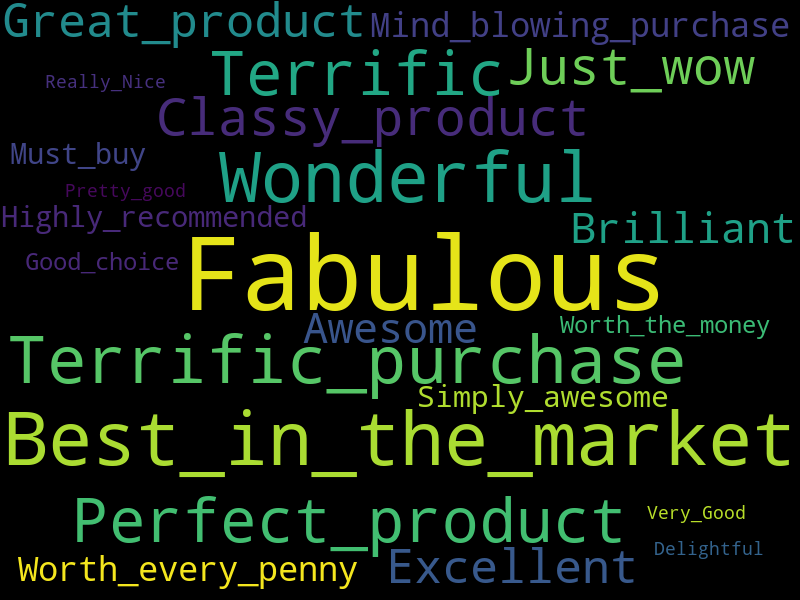 Great_product Mind_blowing_purchase
Terrific Just_wow
Really_Nice
Classy_product
Must_buy
Wonderful
Pretty_good
Highly_recommended
Brilliant
Good_choice
Fabulous
Awesome
Worth_the_money
Terrific_purchase
Simply_awesome
Best_in_the_market
Perfect_product
Very_Good
Delightful
Worth_every_penny Excellent